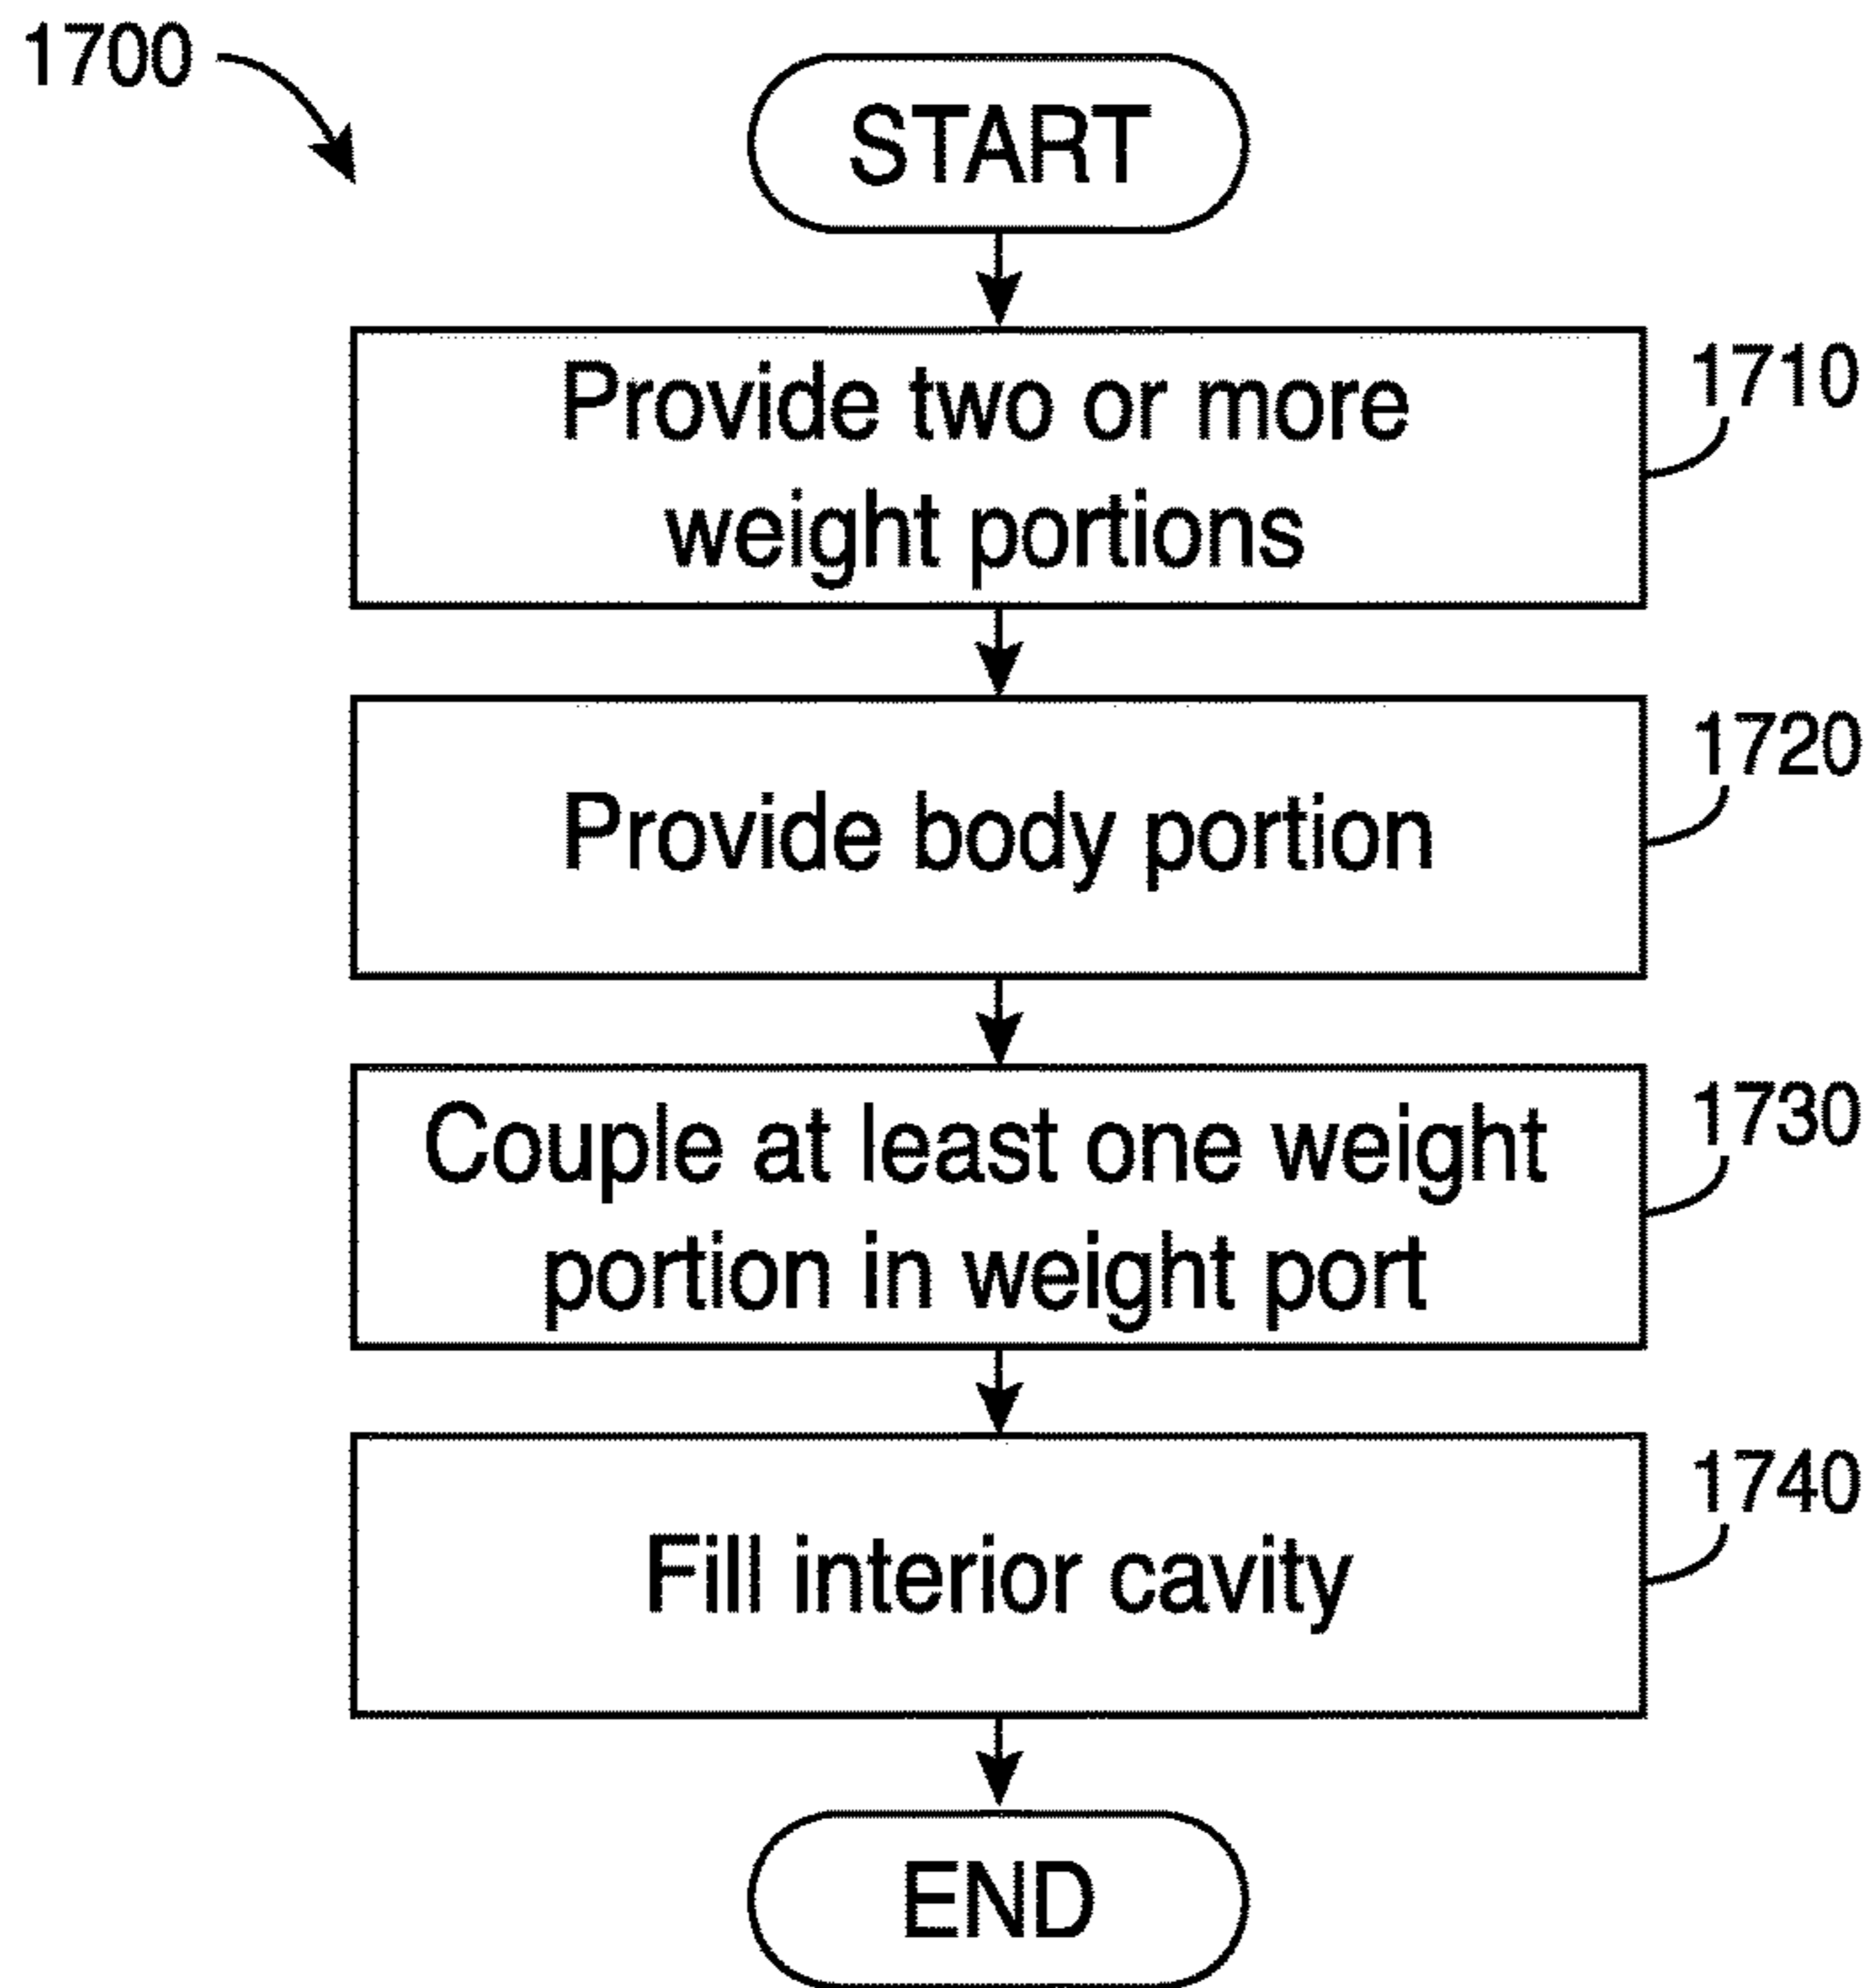 1700
START
Provide two or more
weight portions
1710
Provide body portion
1720
Couple at least one weight
portion in weight port
1730
Fill interior cavity
1740
END